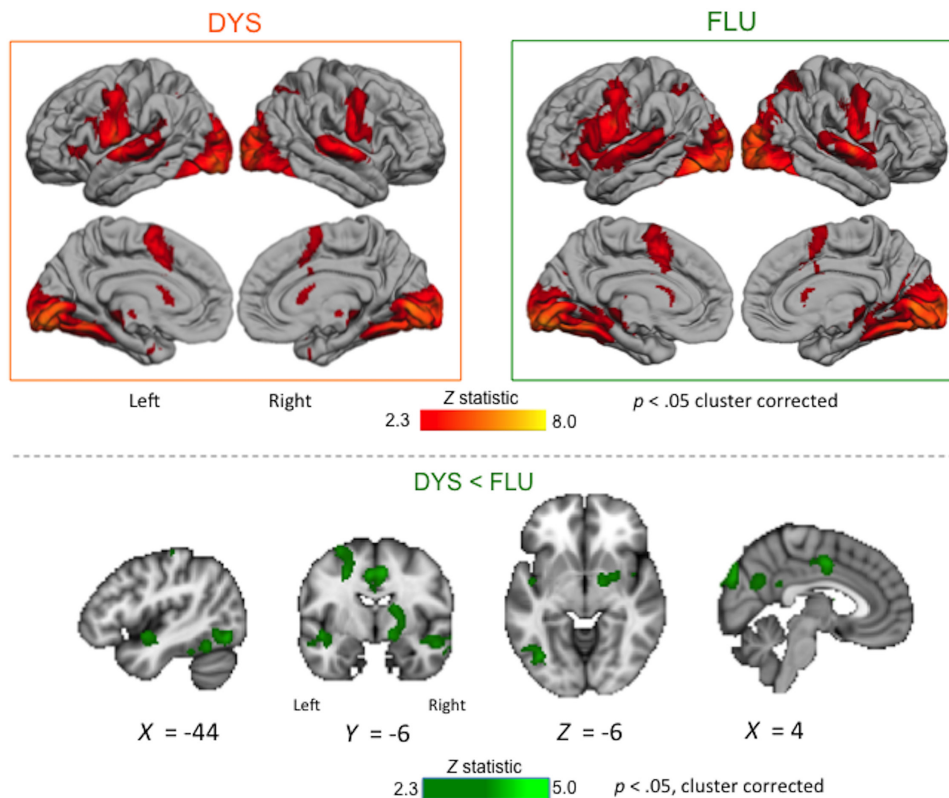 DYS FLU
Left Right Z statistic p < .05 cluster corrected
2.3 8.0
DYS < FLU
Left Right
X = -44 Y = -6 Z = -6 X = 4
Z statistic
2.3 5.0 p < .05, cluster corrected